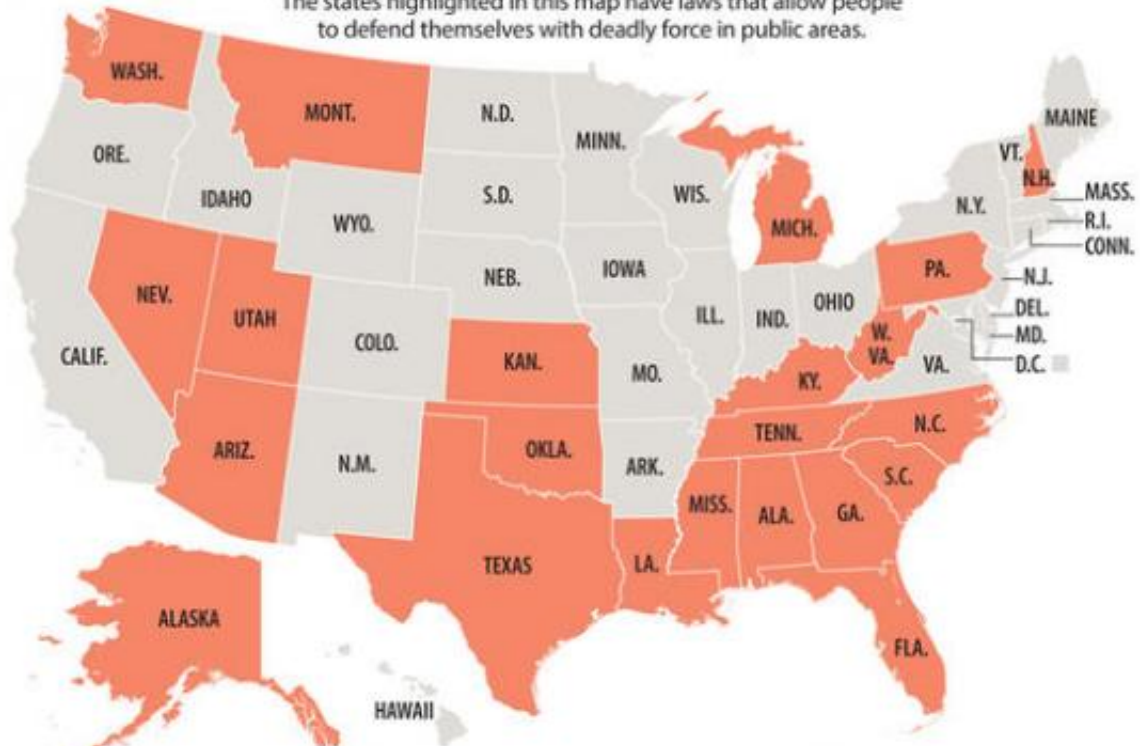 The states highlighted in this map have laws that allow people
to defend themselves with deadly force in public areas.
WASH.
MONT.
N.D.
MINN.
MAINE
ORE.
IDAHO
S.D.
WIS.
VT.
N.H.
MASS.
WYO.
N.Y.
R.I.
MICH.
CONN.
NEB.
IOWA
PA.
N.J.
NEV.
UTAH
ILL.
IND.
OHIO
DEL.
MD.
CALIF.
COLO.
KAN.
MO.
W.
VA.
VA.
D.C.
KY.
ARIZ.
N.M.
OKLA.
ARK.
TENN.
N.C.
S.C.
MISS.
ALA.
GA.
TEXAS
LA.
ALASKA
FLA.
HAWAII